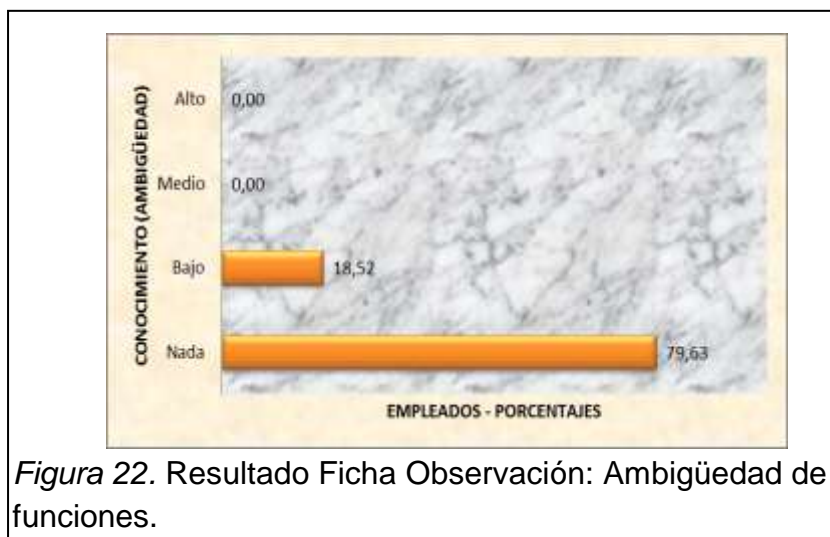 CONOCIMIENTO (AMBIGÜEDAD)
Alto 0,00
Medio 0,00
Bajo 18,52
Nada 79,63
EMPLEADOS - PORCENTAJES
Figura 22. Resultado Ficha Observación: Ambigüedad de
funciones.